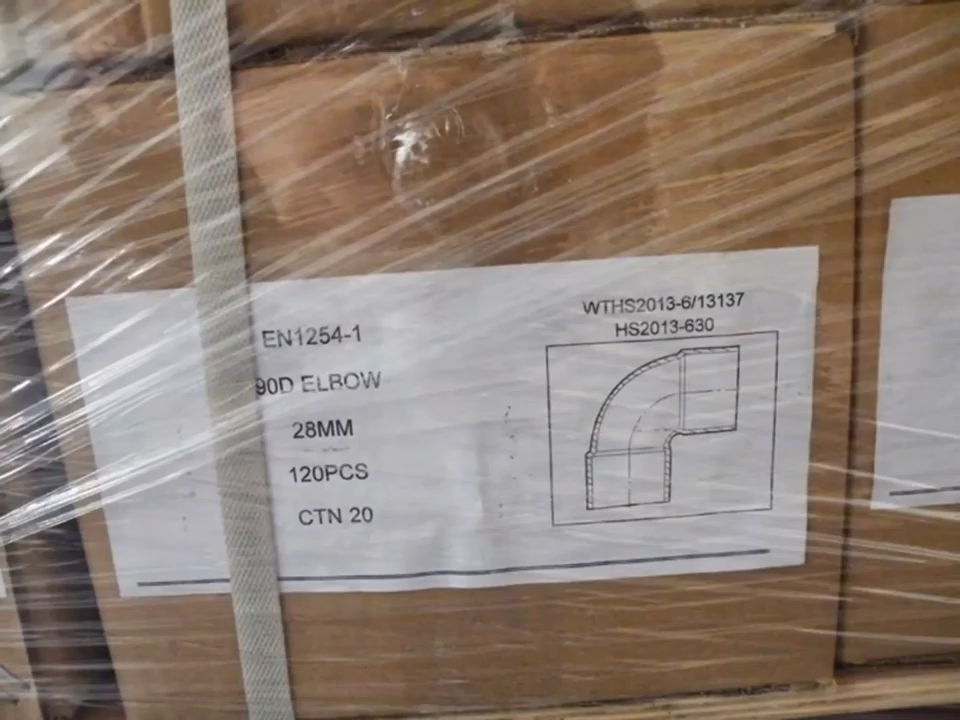 EN1254-1
90D ELBOW
28MM
120PCS
CTN 20
WTHS2013-6/13137
HS2013-630